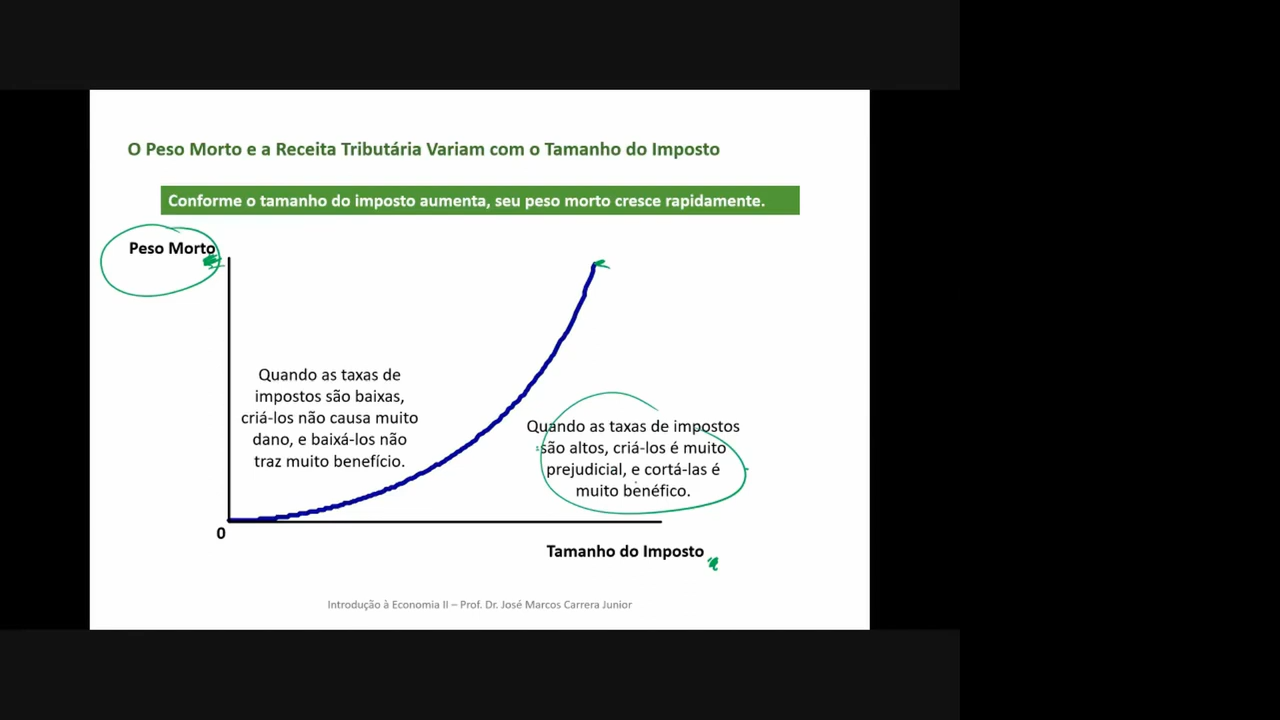 O Peso Morto e a Receita Tributária Variam com o Tamanho do Imposto
Conforme o tamanho do imposto aumenta, seu peso morto cresce rapidamente.
Peso Morto
Quando as taxas de
impostos são baixas,
criá-los não causa muito
dano, e baixá-los não
traz muito benefício.
Quando as taxas de impostos
são altos, criá-los é muito
prejudicial, e cortá-las é
muito benéfico.
0
Tamanho do Imposto
Introdução à Economia II – Prof. Dr. José Marcos Carrera Junior